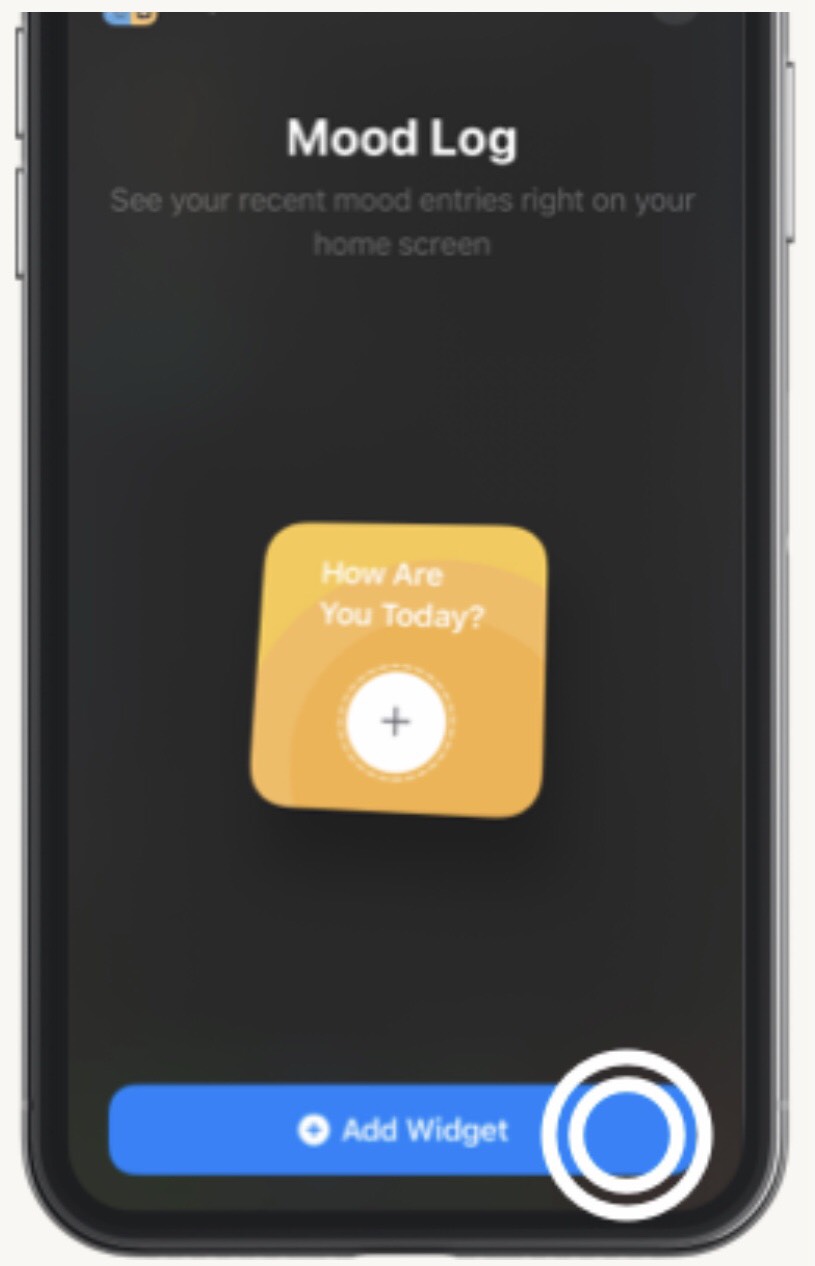 Mood Log
See your recent mood entries right on your
home screen
How Are
You Today?
+
Add Widget